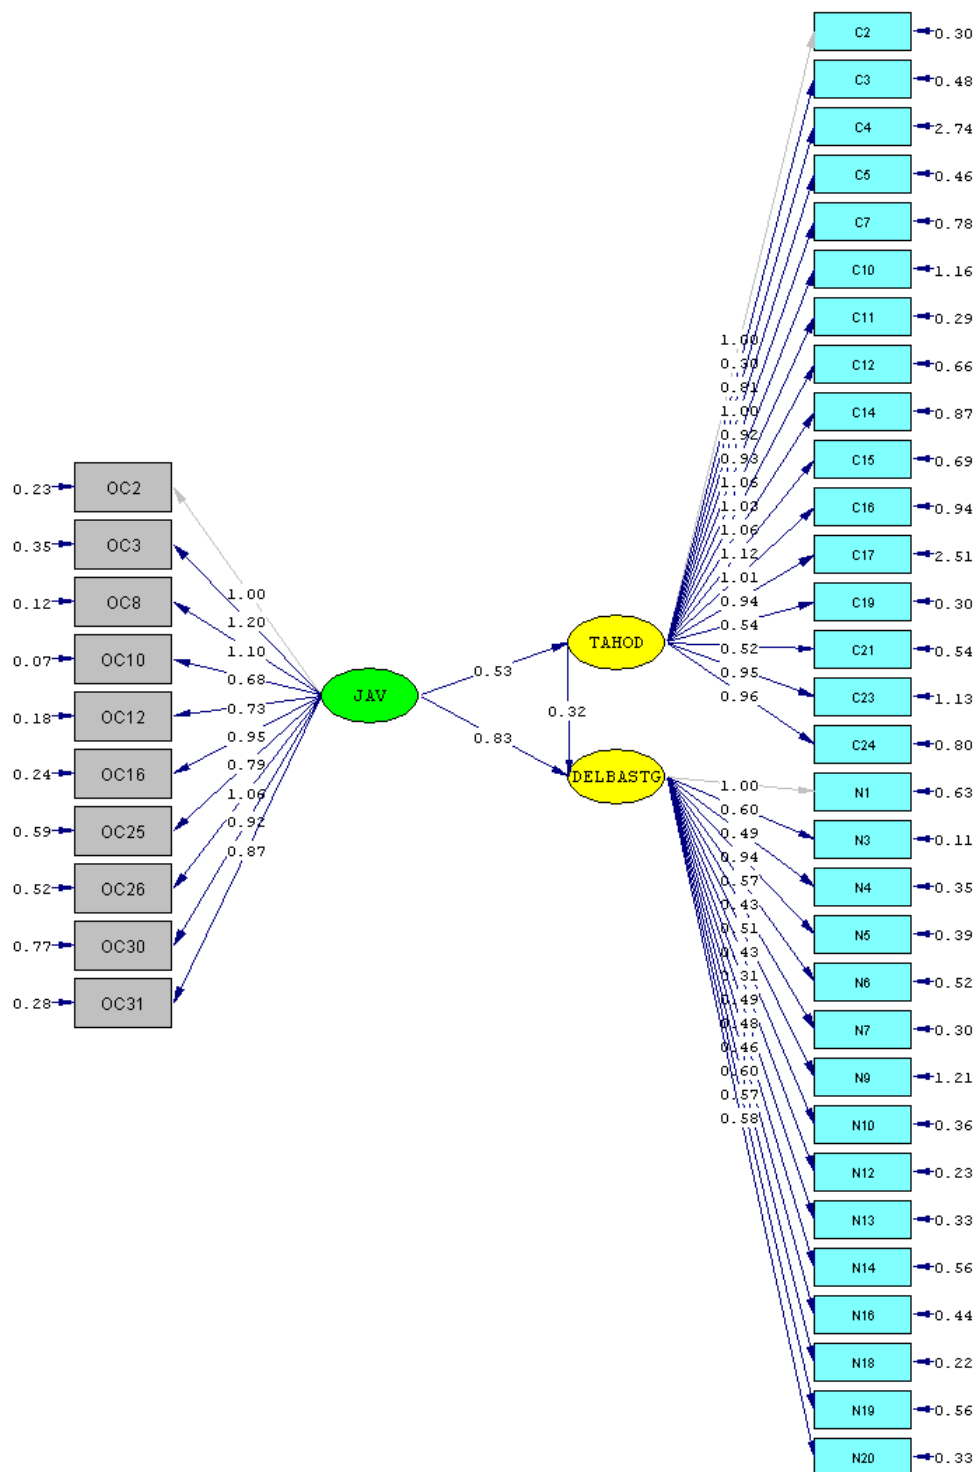 C2 0.30
C3 0.48
C4 2.74
C5 0.46
C7 0.78
C10 1.16
C11 0.29
C12 0.66
C14 0.87
C15 0.69
C16 0.94
C17 2.51
C19 0.30
C21 0.54
C23 1.13
C24 0.80
N1 0.63
N3 0.11
N4 0.35
N5 0.39
N6 0.52
N7 0.30
N9 1.21
N10 0.36
N12 0.23
N13 0.33
N14 0.56
N16 0.44
N18 0.22
N19 0.56
N20 0.33
1.00
0.30
0.81
1.00
0.92
0.93
1.06
1.03
1.06
1.12
1.01
0.94
0.54
0.52
0.95
0.96
1.00
0.60
0.49
0.94
0.57
0.43
0.51
0.43
0.31
0.49
0.48
0.46
0.60
0.57
0.58
TAHOD
0.32
DELBASTG
0.53
0.83
JAV
1.00
1.20
1.10
0.68
0.73
0.95
0.79
1.06
0.92
0.87
0.23 OC2
0.35 OC3
0.12 OC8
0.07 OC10
0.18 OC12
0.24 OC16
0.59 OC25
0.52 OC26
0.77 OC30
0.28 OC31